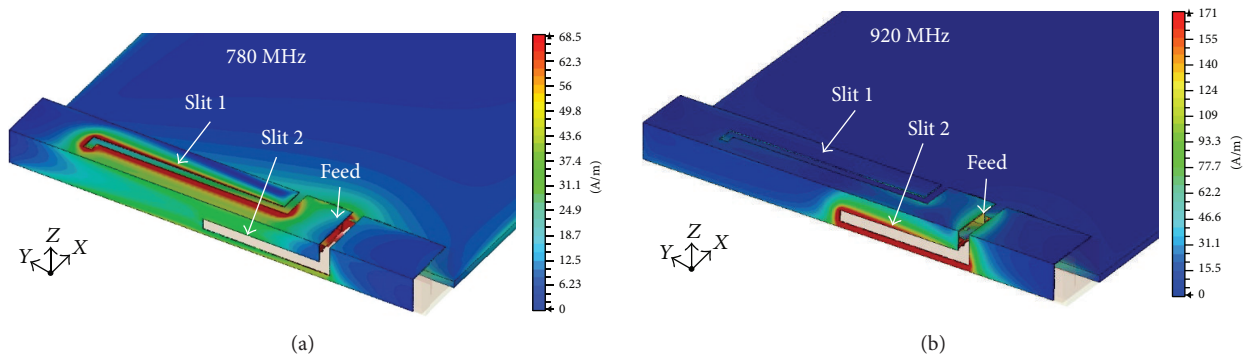 780 MHz
Slit 1
Slit 2
Feed
Z
Y
X
68.5
62.3
56
49.8
43.6
37.4
31.1
24.9
18.7
12.5
6.23
0
(A/m)
(a)
920 MHz
Slit 1
Slit 2
Feed
Z
Y
X
171
155
140
124
109
93.3
77.7
62.2
46.6
31.1
15.5
0
(A/m)
(b)